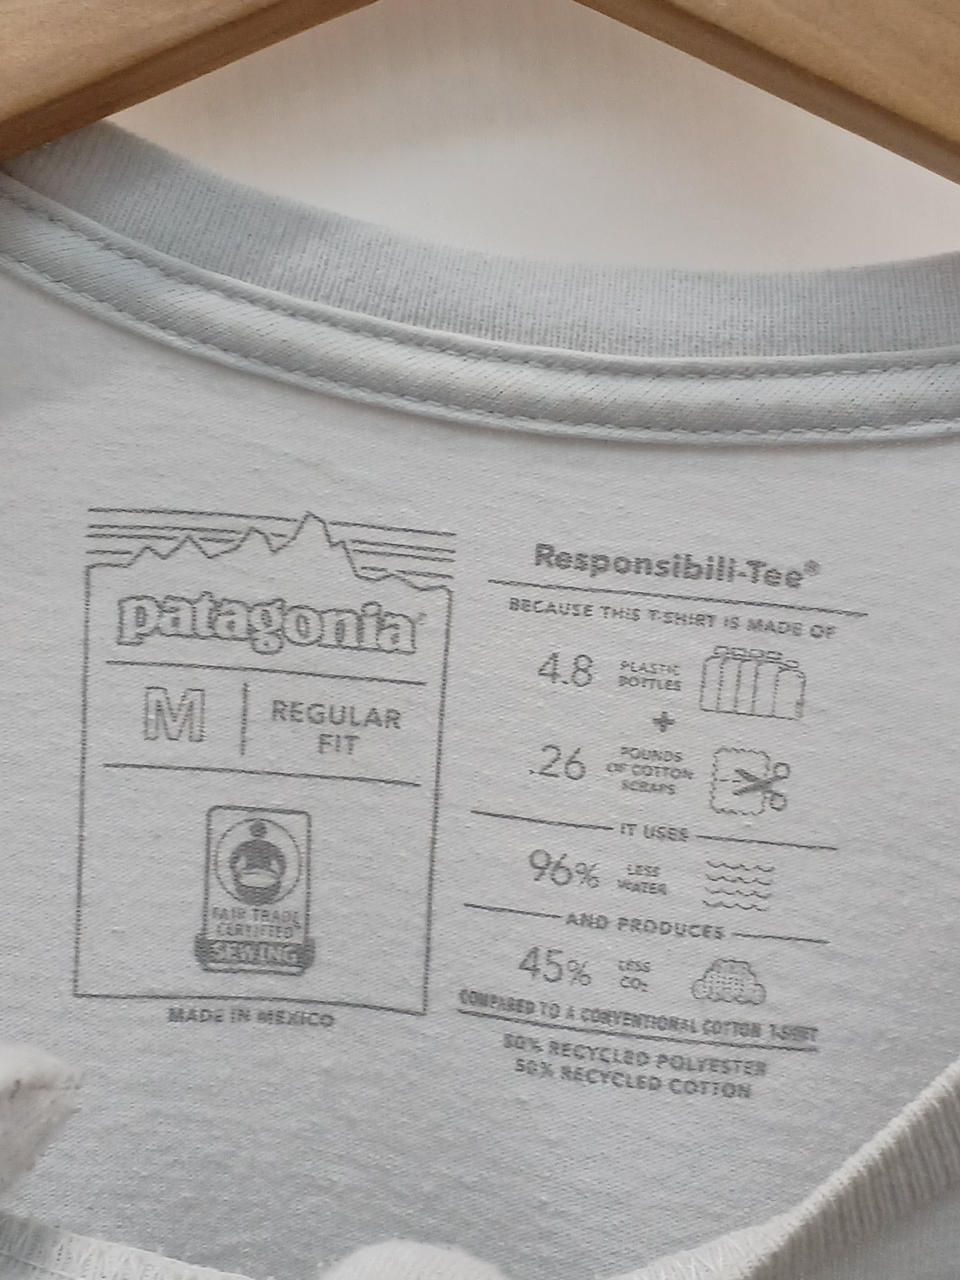 patagonia®
M
REGULAR
FIT
FAIR TRADE
CERTIFIED
SEWING
MADE IN MEXICO
Responsibili-Tee®
BECAUSE THIS T-SHIRT IS MADE OF
4.8
PLASTIC
BOTTLES
+
.26
POUNDS
OF COTTON
SCRAPS
IT USES
96%
LESS
WATER
AND PRODUCES
45%
LESS
CO₂
COMPARED TO A CONVENTIONAL COTTON T-SHIRT
50% RECYCLED POLYESTER
50% RECYCLED COTTON